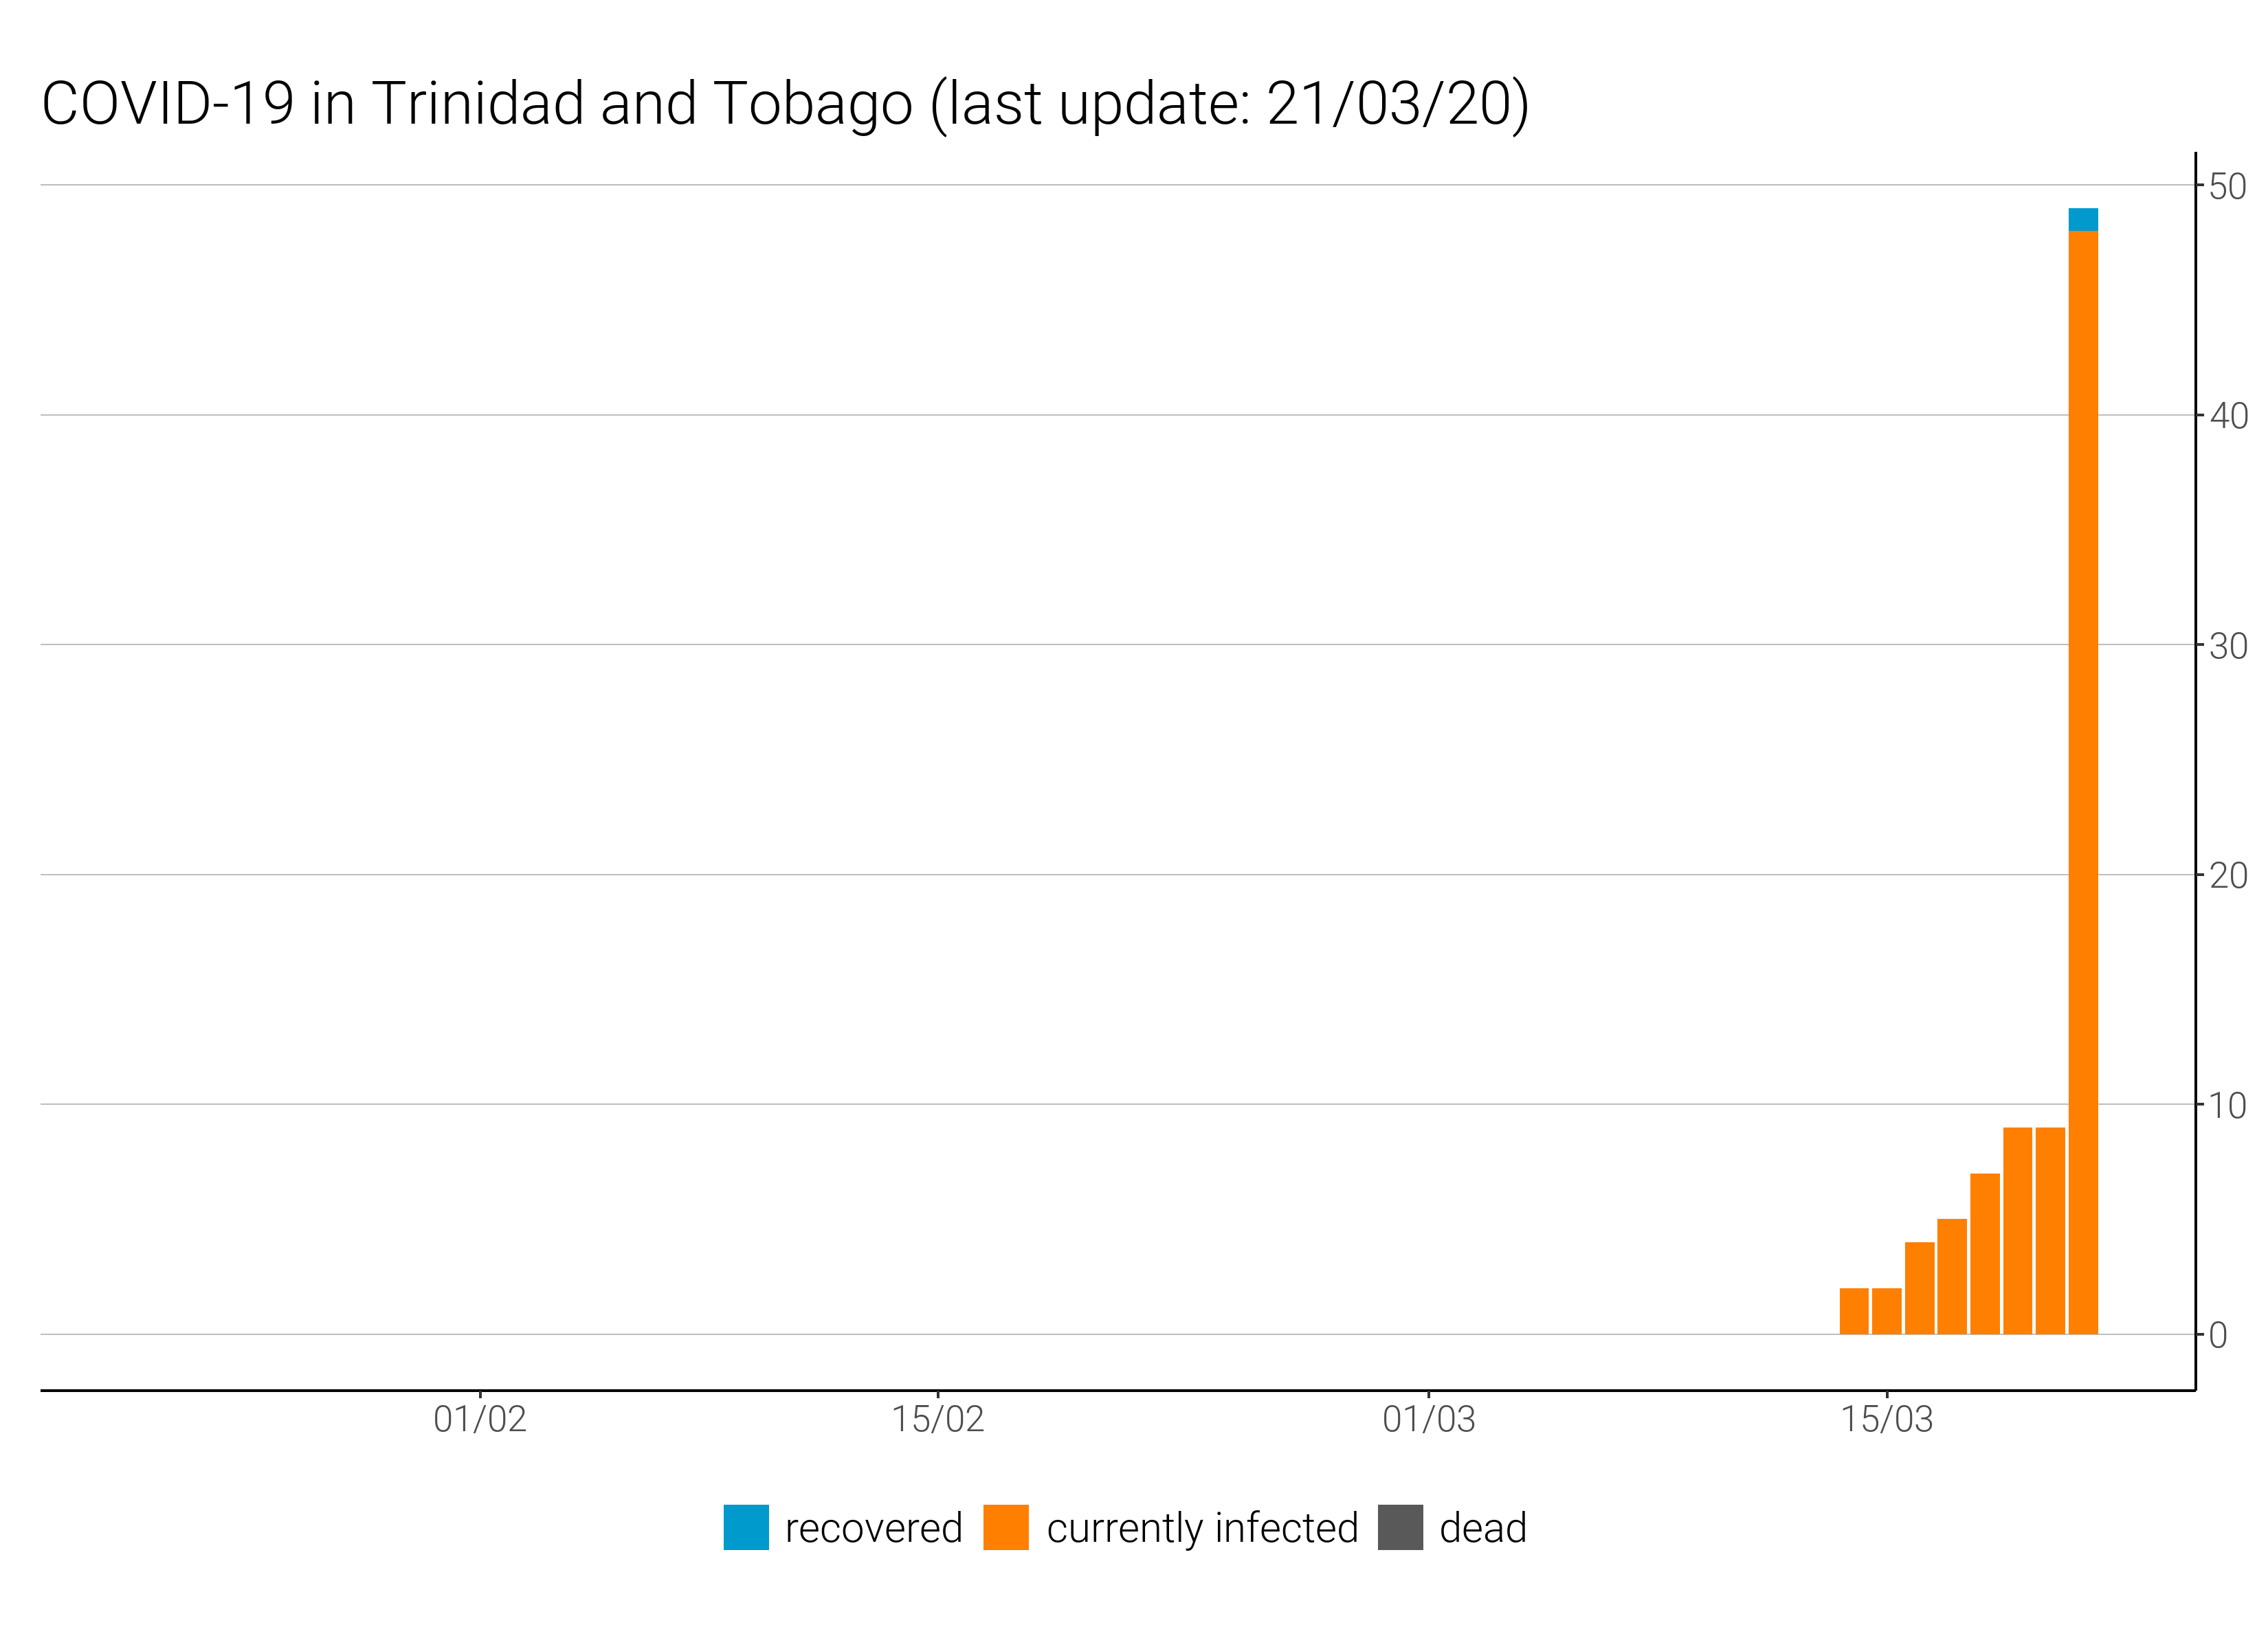 COVID-19 in Trinidad and Tobago (last update: 21/03/20)
50
40
30
20
10
0
01/02 15/02 01/03 15/03
recovered currently infected dead